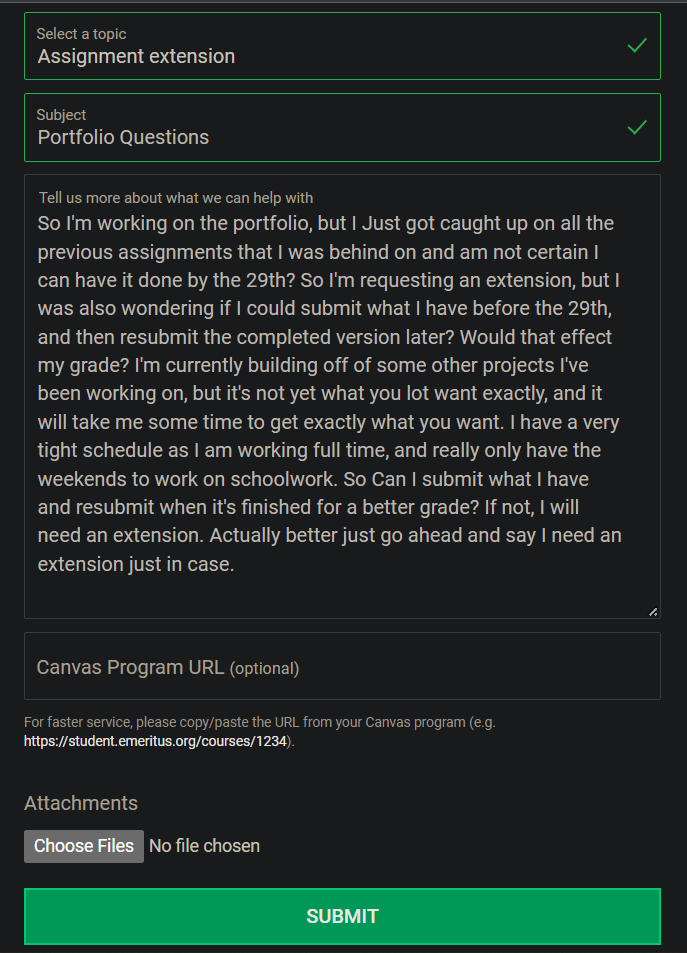 Select a topic
Assignment extension
Subject
Portfolio Questions
Tell us more about what we can help with
So I'm working on the portfolio, but I Just got caught up on all the
previous assignments that I was behind on and am not certain I
can have it done by the 29th? So I'm requesting an extension, but I
was also wondering if I could submit what I have before the 29th,
and then resubmit the completed version later? Would that effect
my grade? I'm currently building off of some other projects I've
been working on, but it's not yet what you lot want exactly, and it
will take me some time to get exactly what you want. I have a very
tight schedule as I am working full time, and really only have the
weekends to work on schoolwork. So Can I submit what I have
and resubmit when it's finished for a better grade? If not, I will
need an extension. Actually better just go ahead and say I need an
extension just in case.
Canvas Program URL (optional)
For faster service, please copy/paste the URL from your Canvas program (e.g.
https://student.emeritus.org/courses/1234).
Attachments
Choose Files No file chosen
SUBMIT